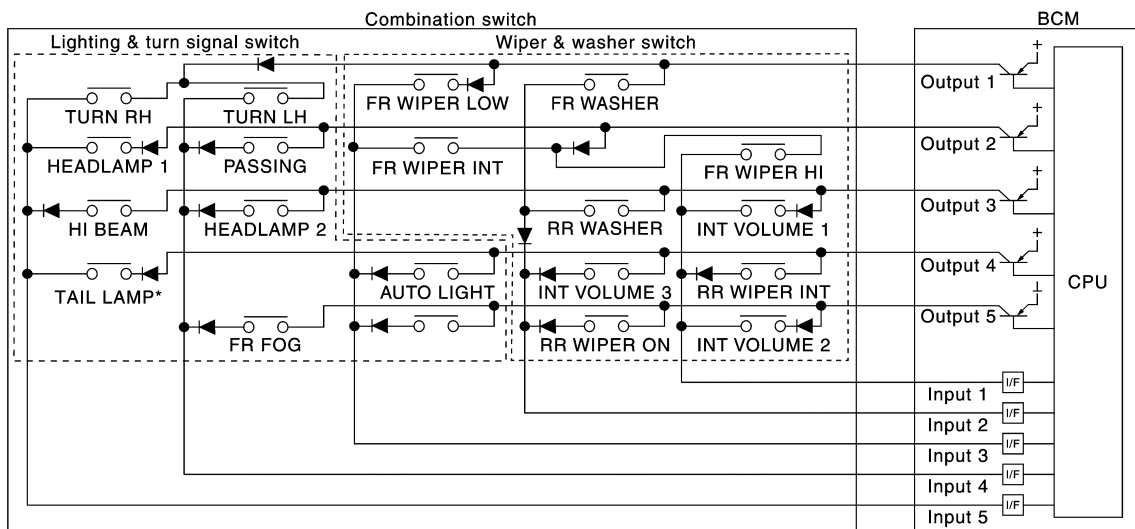 Combination switch
BCM
Lighting & turn signal switch
Wiper & washer switch
+
Output 1
TURN RH
TURN LH
FR WIPER LOW
FR WASHER
+
Output 2
HEADLAMP 1
PASSING
FR WIPER INT
FR WIPER HI
+
Output 3
HI BEAM
HEADLAMP 2
RR WASHER
INT VOLUME 1
+
Output 4
CPU
TAIL LAMP*
AUTO LIGHT
INT VOLUME 3
RR WIPER INT
Output 5
FR FOG
RR WIPER ON
INT VOLUME 2
I/F
Input 1
I/F
Input 2
I/F
Input 3
I/F
Input 4
I/F
Input 5